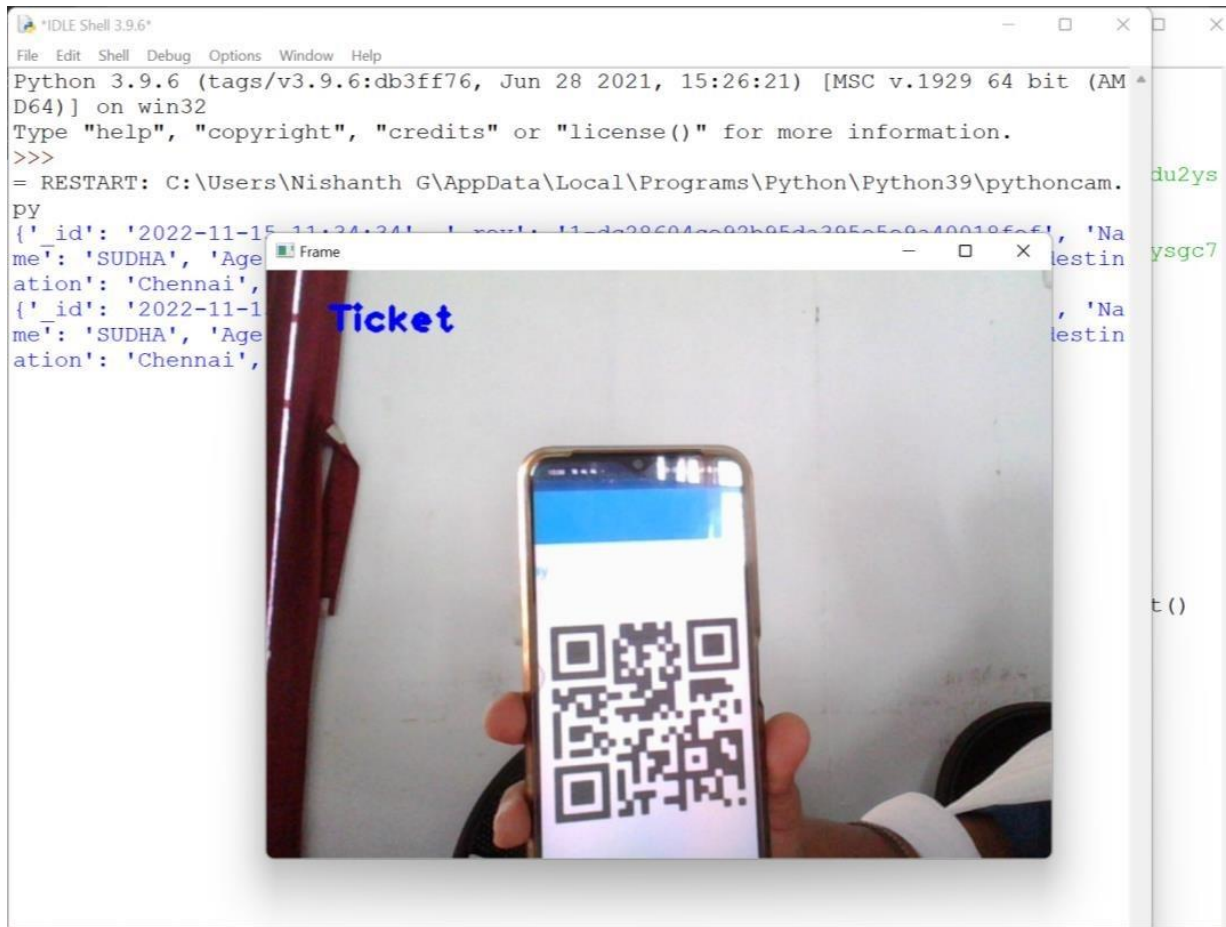 *IDLE Shell 3.9.6*
File Edit Shell Debug Options Window Help
Python 3.9.6 (tags/v3.9.6:db3ff76, Jun 28 2021, 15:26:21) [MSC v.1929 64 bit (AM
D64)] on win32
Type "help", "copyright", "credits" or "license()" for more information.
>>>
= RESTART: C:\Users\Nishanth G\AppData\Local\Programs\Python\Python39\pythoncam.
py
du2ys
{'_id': '2022-11-15 11:34:34', 'Na
me': 'SUDHA', 'Age
Frame
destin
ysgc7
ation': 'Chennai',
{'_id': '2022-11-1
, 'Na
Ticket
me': 'SUDHA', 'Age
destin
ation': 'Chennai',
t()